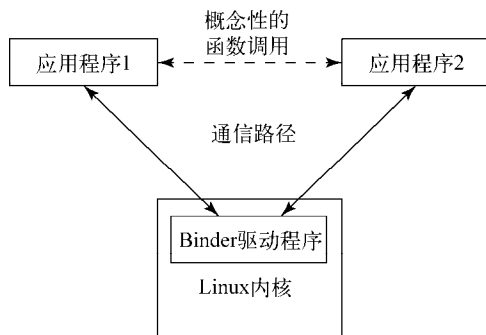 概念性的
函数调用
应用程序1
应用程序2
通信路径
Binder驱动程序
Linux内核